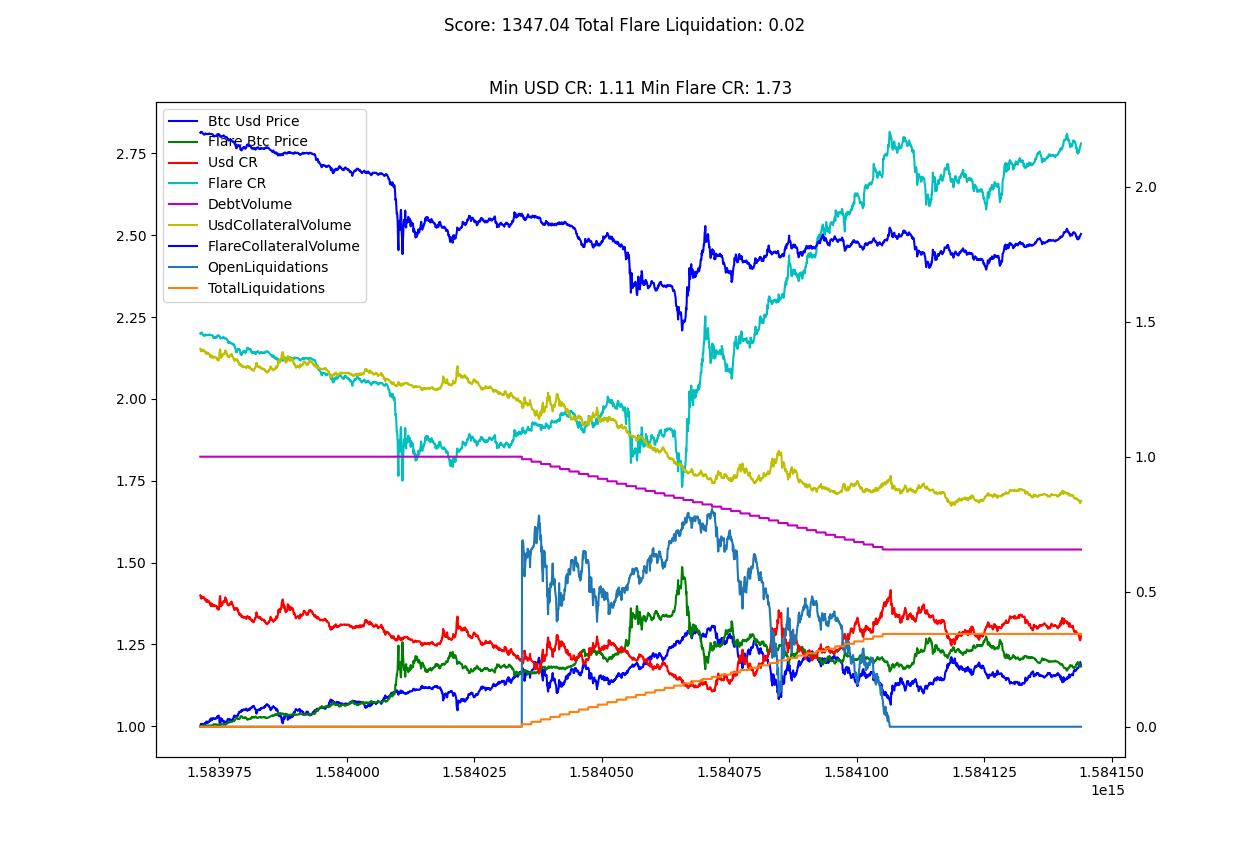 Score: 1347.04 Total Flare Liquidation: 0.02
Min USD CR: 1.11 Min Flare CR: 1.73
Btc Usd Price
Flare Btc Price
Usd CR
Flare CR
DebtVolume
UsdCollateralVolume
FlareCollateralVolume
OpenLiquidations
TotalLiquidations
2.75
2.50
2.25
2.00
1.75
1.50
1.25
1.00
2.0
1.5
1.0
0.5
0.0
1.583975 1.584000 1.584025 1.584050 1.584075 1.584100 1.584125 1.584150
1e15